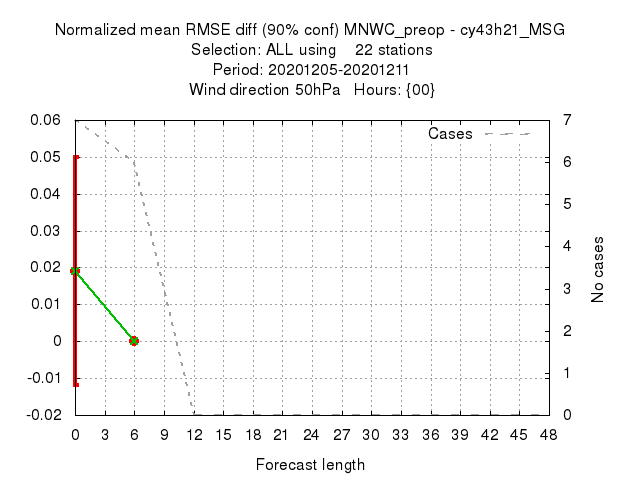 Normalized mean RMSE diff (90% conf) MNWC_preop - cy43h21_MSG
Selection: ALL using 22 stations
Period: 20201205-20201211
Wind direction 50hPa Hours: {00}
Cases
0.06
0.05
0.04
0.03
0.02
0.01
0
-0.01
-0.02
7
6
5
4
3
2
1
0
No cases
0 3 6 9 12 15 18 21 24 27 30 33 36 39 42 45 48
Forecast length